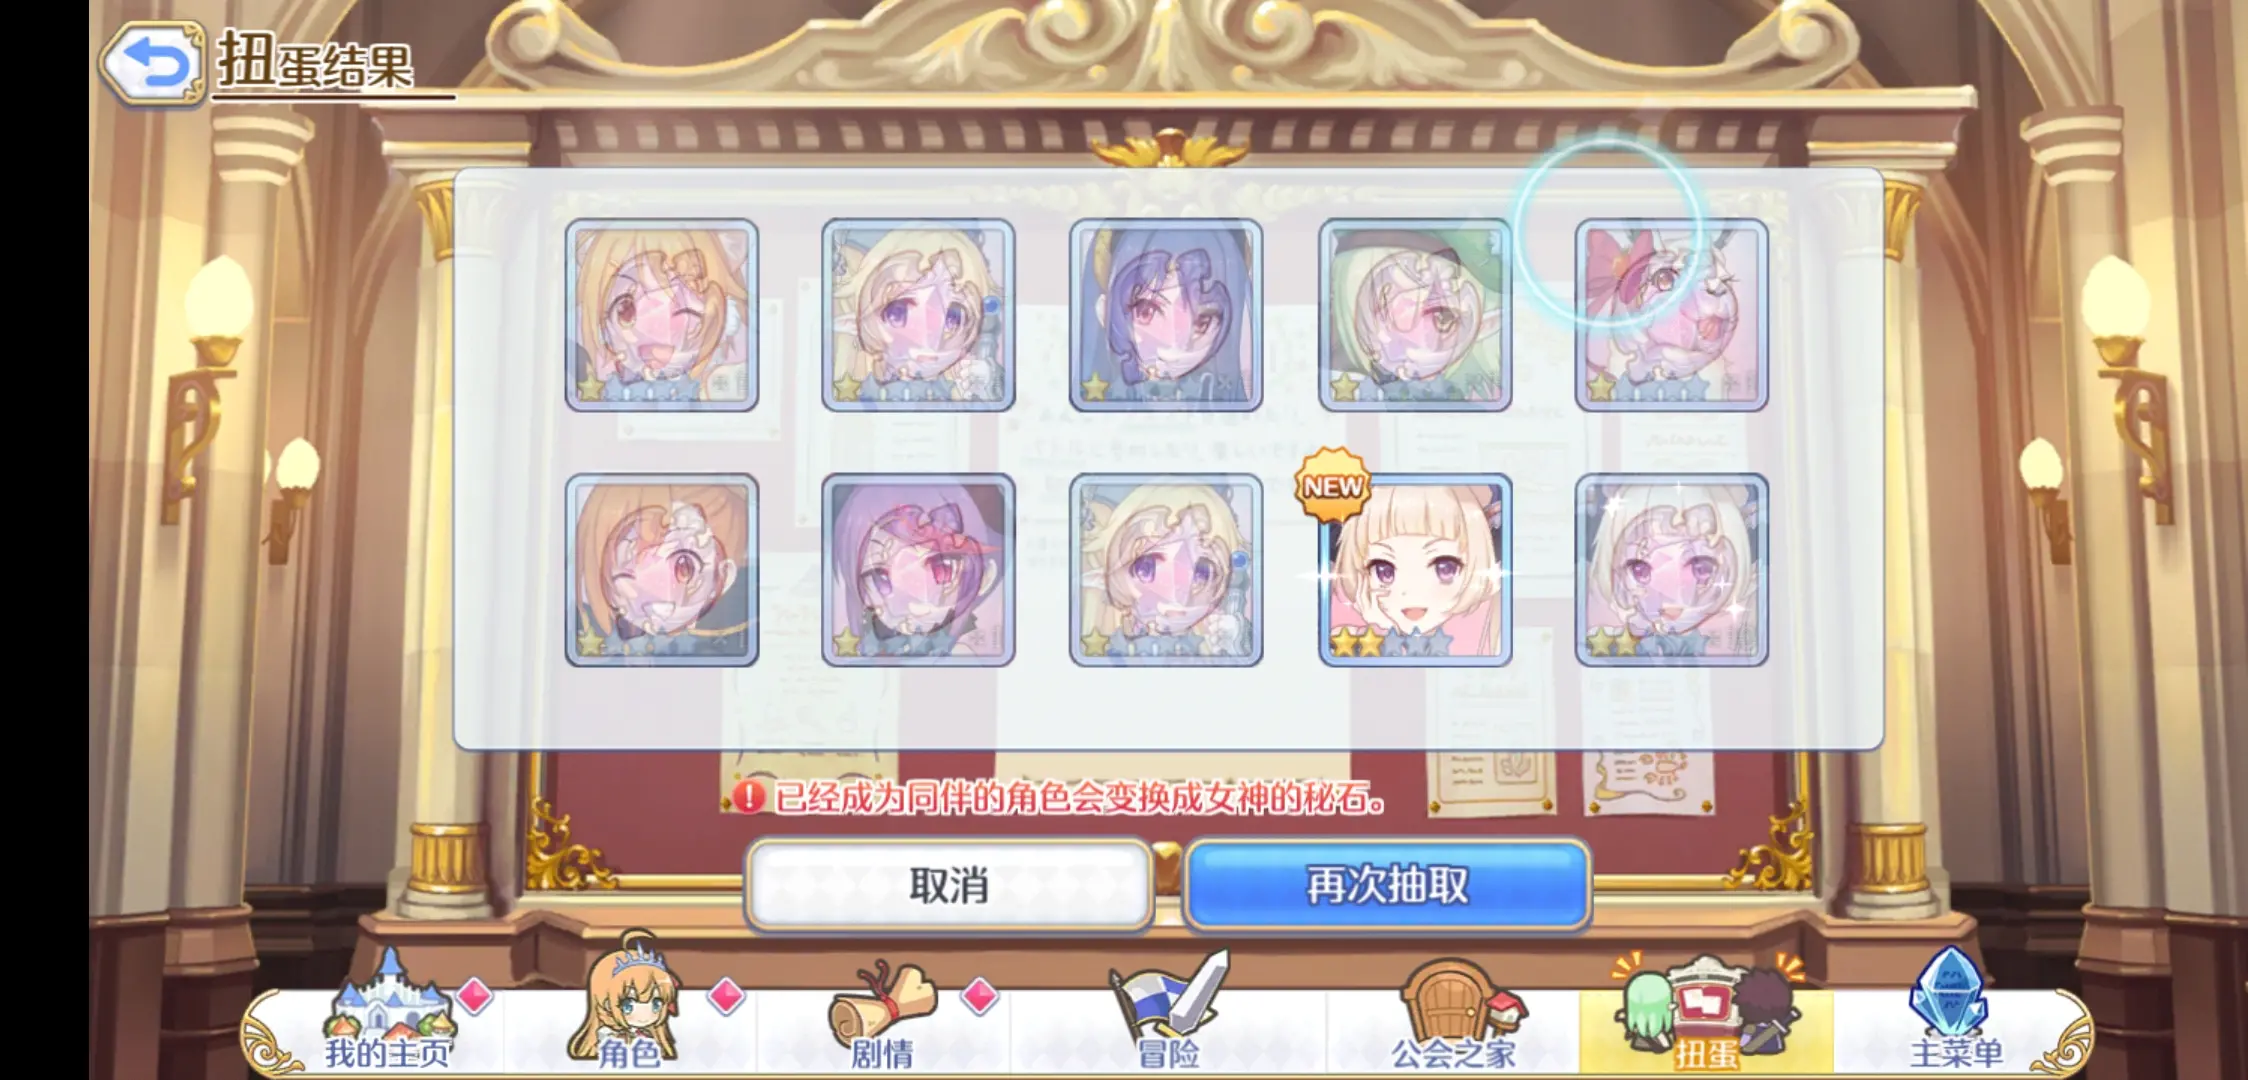 扭蛋结果
NEW
已经成为同伴的角色会变换成女神的秘石。
取消
再次抽取
我的主页
角色
剧情
冒险
公会之家
扭蛋
主菜单